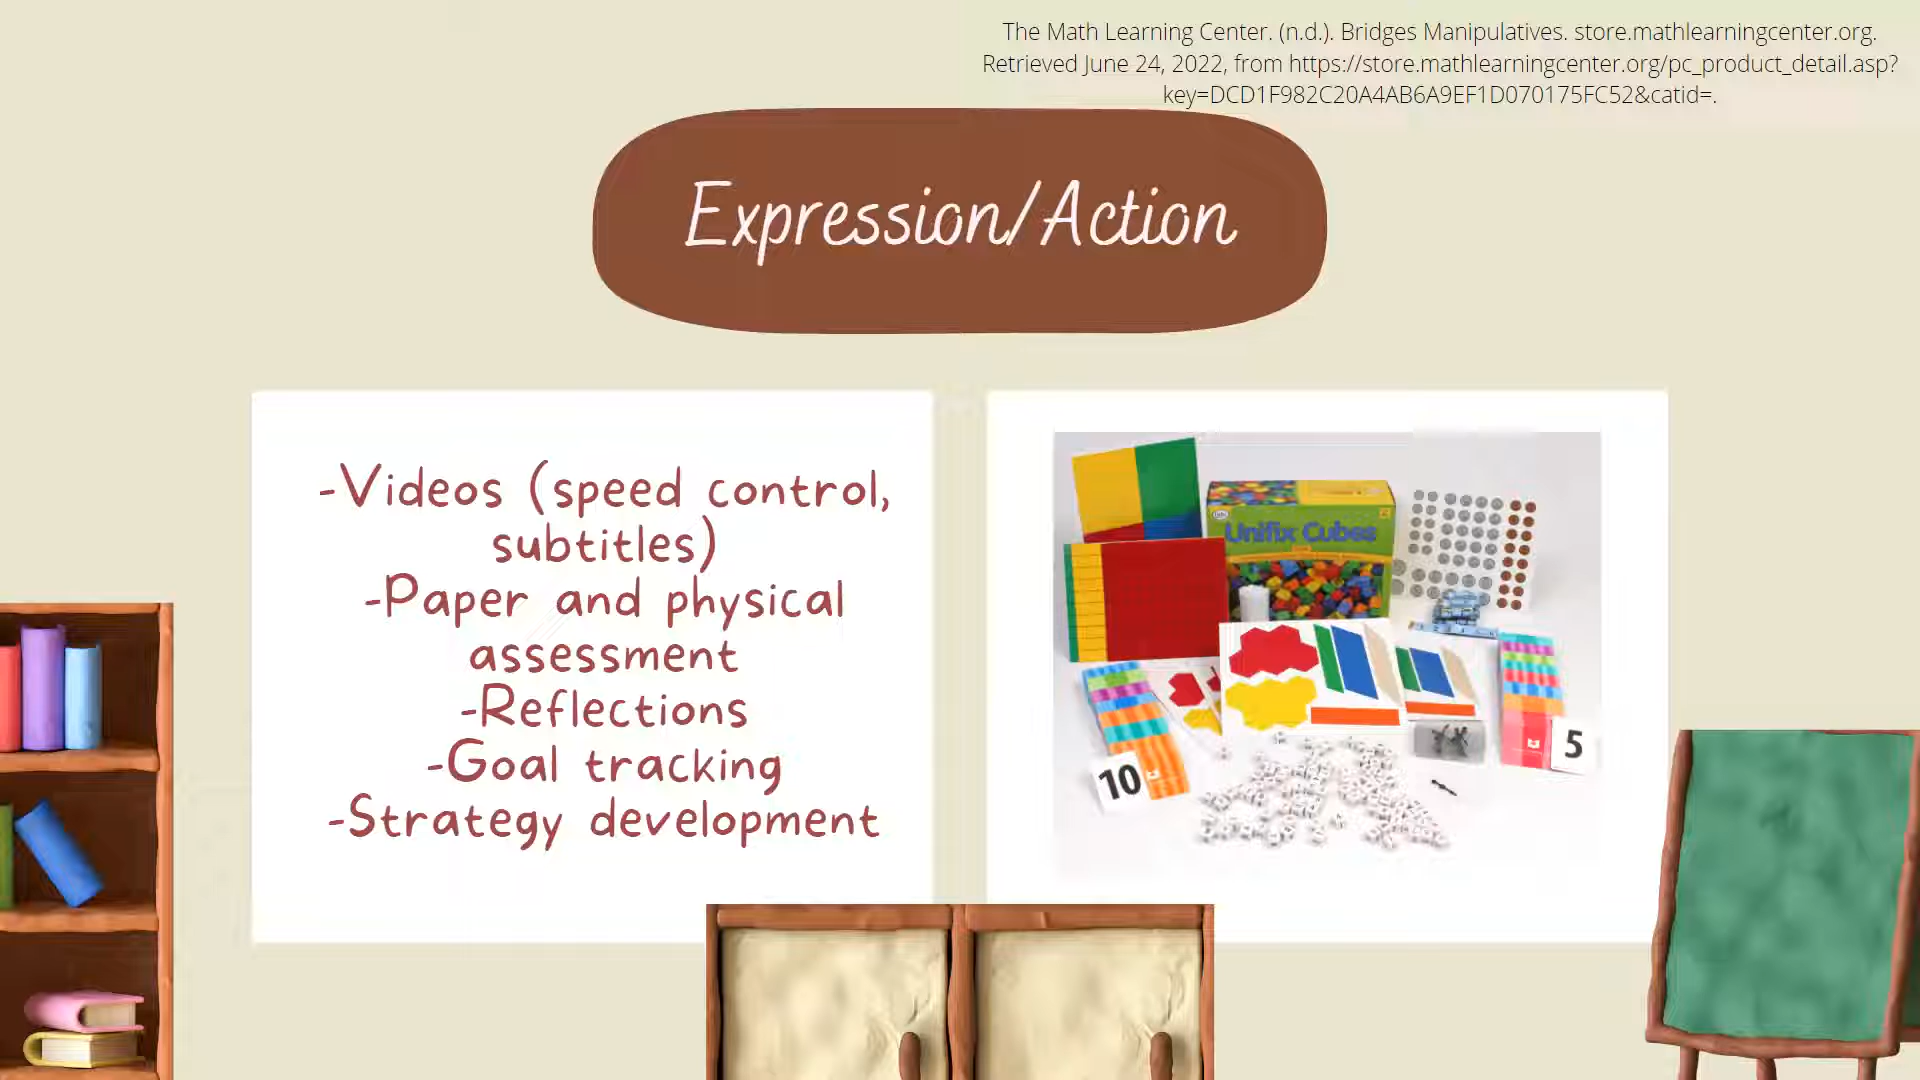 The Math Learning Center. (n.d.). Bridges Manipulatives. store.mathlearningcenter.org.
Retrieved June 24, 2022, from https://store.mathlearningcenter.org/pc_product_detail.asp?
key=DCD1F982C20A4AB6A9EF1D070175FC52&catid=.
Expression/Action
-Videos (speed control,
subtitles)
-Paper and physical
assessment
-Reflections
-Goal tracking
-Strategy development
Unifix Cubes
10
5